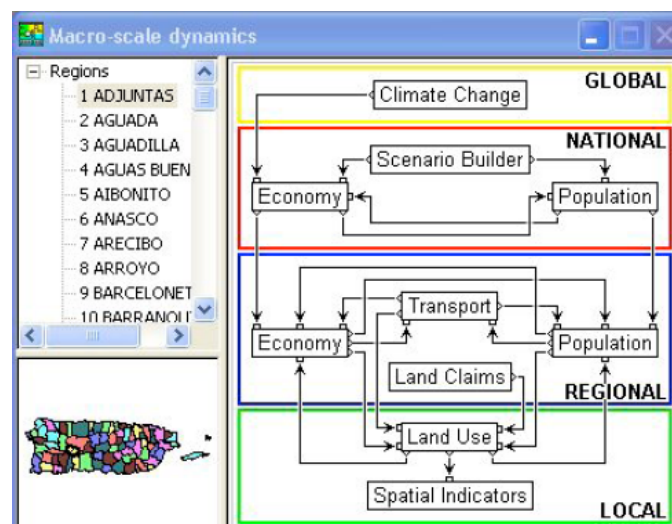 Macro-scale dynamics
Regions
1 ADJUNTAS
2 AGUADA
3 AGUADILLA
4 AGUAS BUEN
5 AIBONITO
6 ANASCO
7 ARECIBO
8 ARROYO
9 BARCELONET
10 BARRANQUIT
GLOBAL
Climate Change
NATIONAL
Scenario Builder
Economy
Population
Transport
Economy
Population
Land Claims
REGIONAL
Land Use
Spatial Indicators
LOCAL